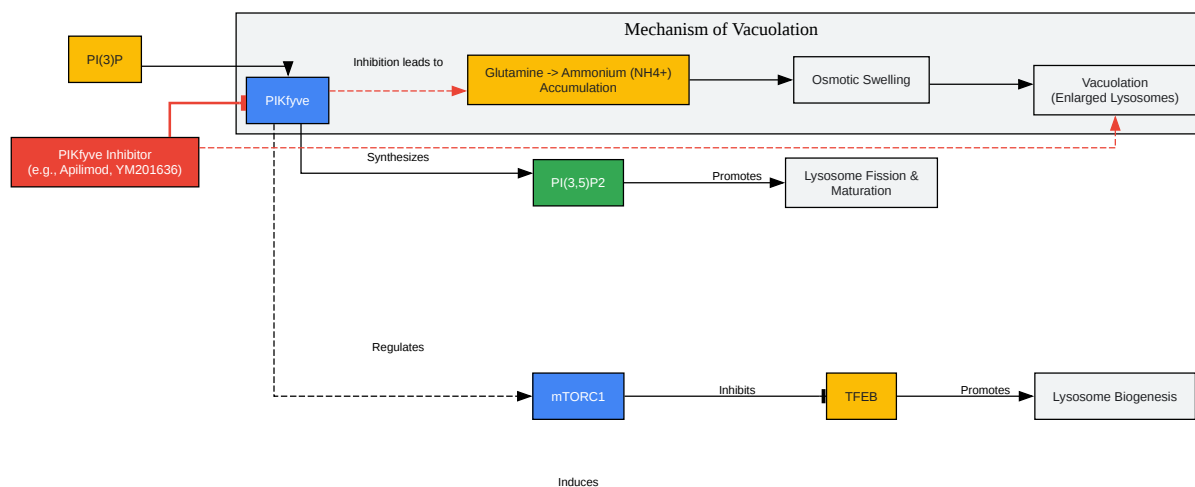 Mechanism of Vacuolation
PI(3)P
PIKfyve
Inhibition leads to
Glutamine -> Ammonium (NH4+)
Accumulation
Osmotic Swelling
Vacuolation
(Enlarged Lysosomes)
PIKfyve Inhibitor
(e.g., Apilimod, YM201636)
Synthesizes
PI(3,5)P2
Promotes
Lysosome Fission &
Maturation
Regulates
mTORC1
Inhibits
TFEB
Promotes
Lysosome Biogenesis
Induces